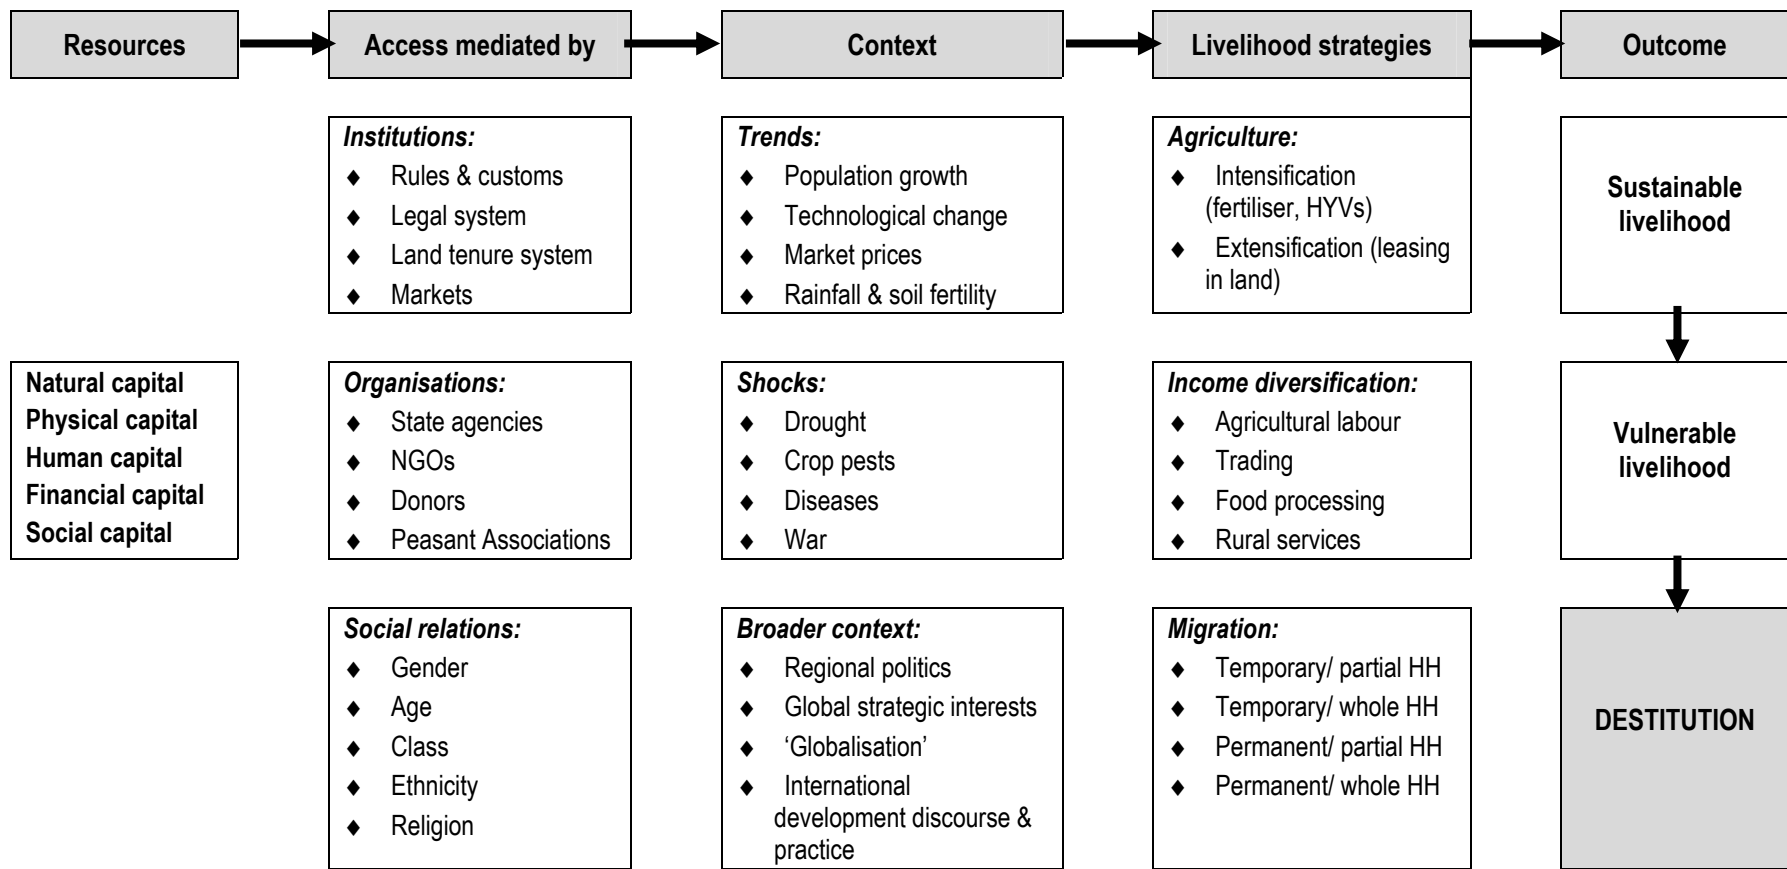 Resources
Access mediated by
Context
Livelihood strategies
Outcome
Institutions:
♦ Rules & customs
♦ Legal system
♦ Land tenure system
♦ Markets
Trends:
♦ Population growth
♦ Technological change
♦ Market prices
♦ Rainfall & soil fertility
Agriculture:
♦ Intensification
(fertiliser, HYVs)
♦ Extensification (leasing
in land)
Sustainable
livelihood
Natural capital
Physical capital
Human capital
Financial capital
Social capital
Organisations:
♦ State agencies
♦ NGOs
♦ Donors
♦ Peasant Associations
Shocks:
♦ Drought
♦ Crop pests
♦ Diseases
♦ War
Income diversification:
♦ Agricultural labour
♦ Trading
♦ Food processing
♦ Rural services
Vulnerable
livelihood
Social relations:
♦ Gender
♦ Age
♦ Class
♦ Ethnicity
♦ Religion
Broader context:
♦ Regional politics
♦ Global strategic interests
♦ ‘Globalisation’
♦ International
development discourse &
practice
Migration:
♦ Temporary/ partial HH
♦ Temporary/ whole HH
♦ Permanent/ partial HH
♦ Permanent/ whole HH
DESTITUTION